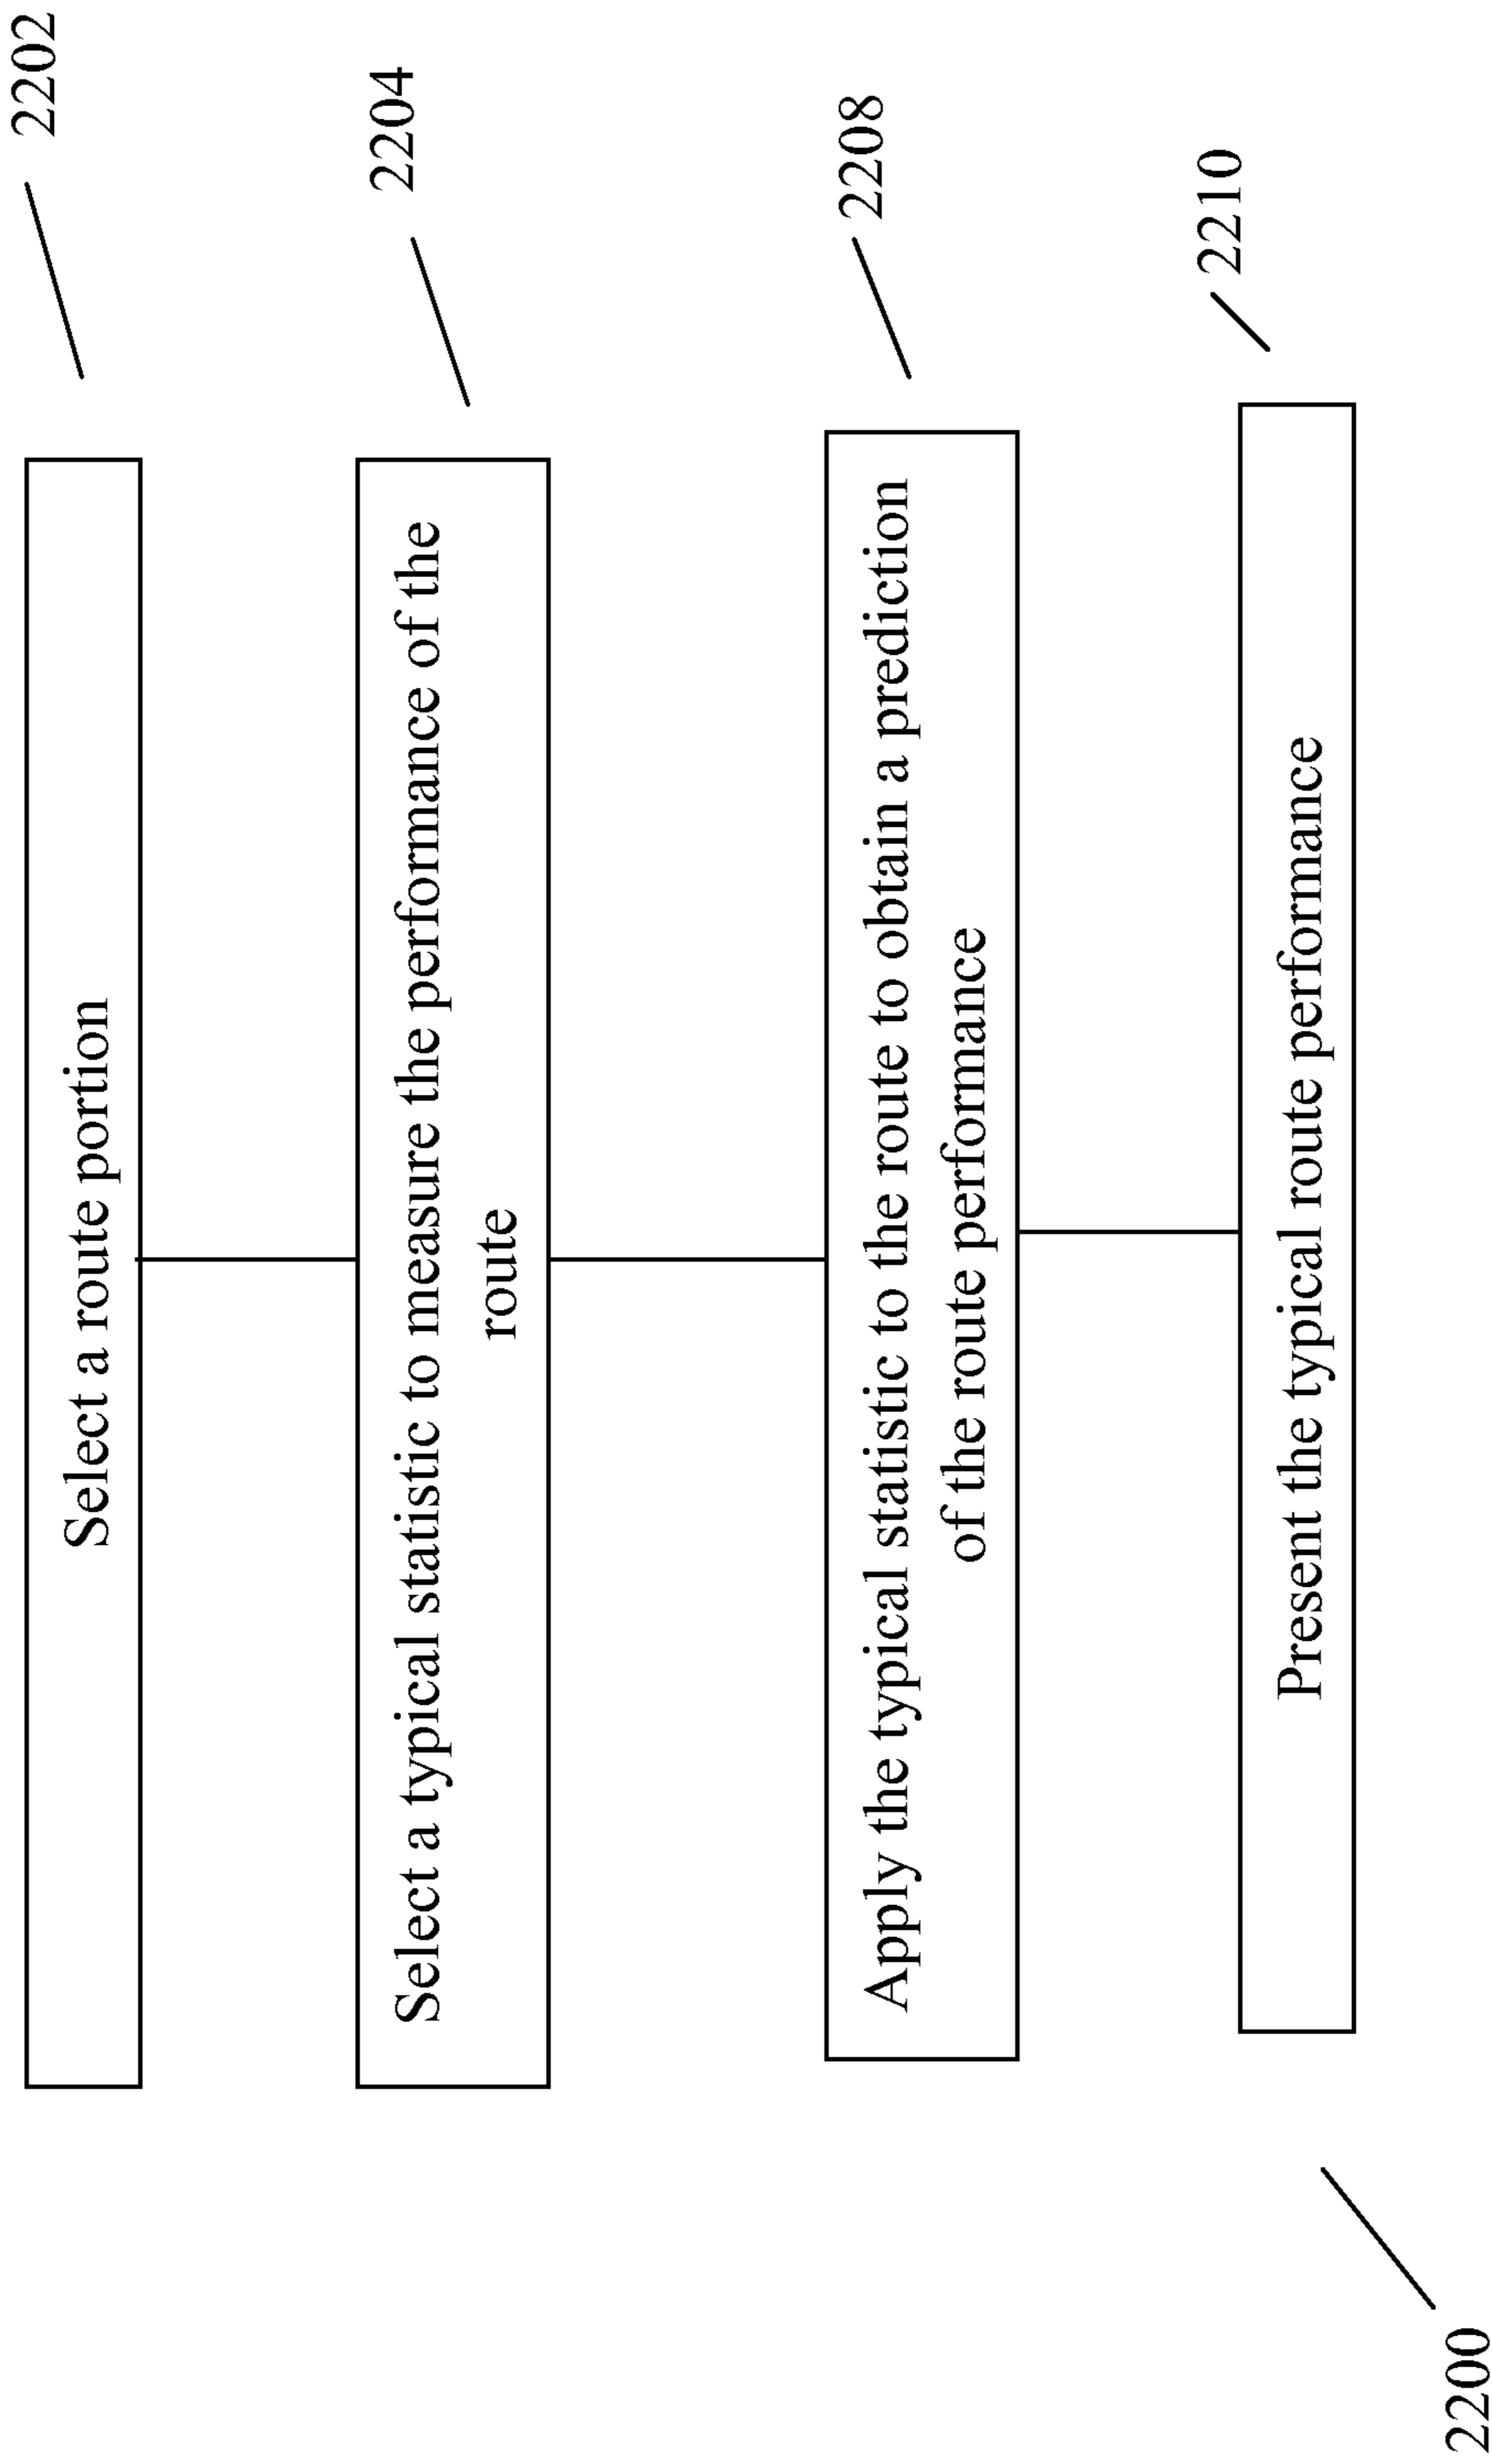 2202
Select a route portion
2204
Select a typical statistic to measure the performance of the
route
2208
Apply the typical statistic to the route to obtain a prediction
of the route performance
2210
Present the typical route performance
2200